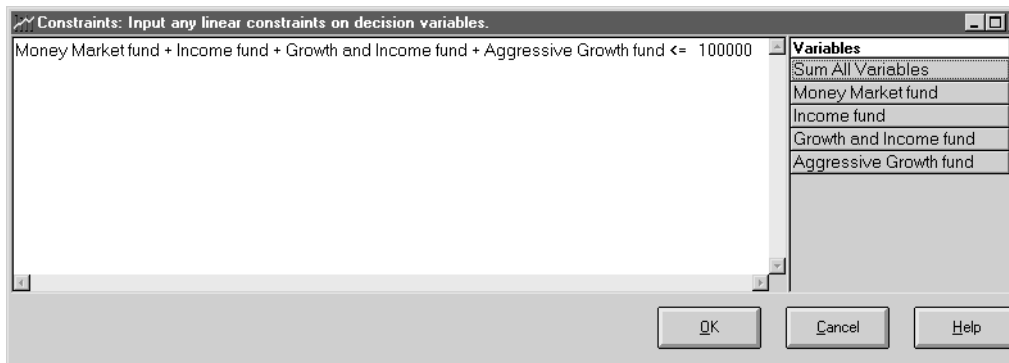 Constraints: Input any linear constraints on decision variables.
Money Market fund + Income fund + Growth and Income fund + Aggressive Growth fund <= 100000
Variables
Sum All Variables
Money Market fund
Income fund
Growth and Income fund
Aggressive Growth fund
OK
Cancel
Help